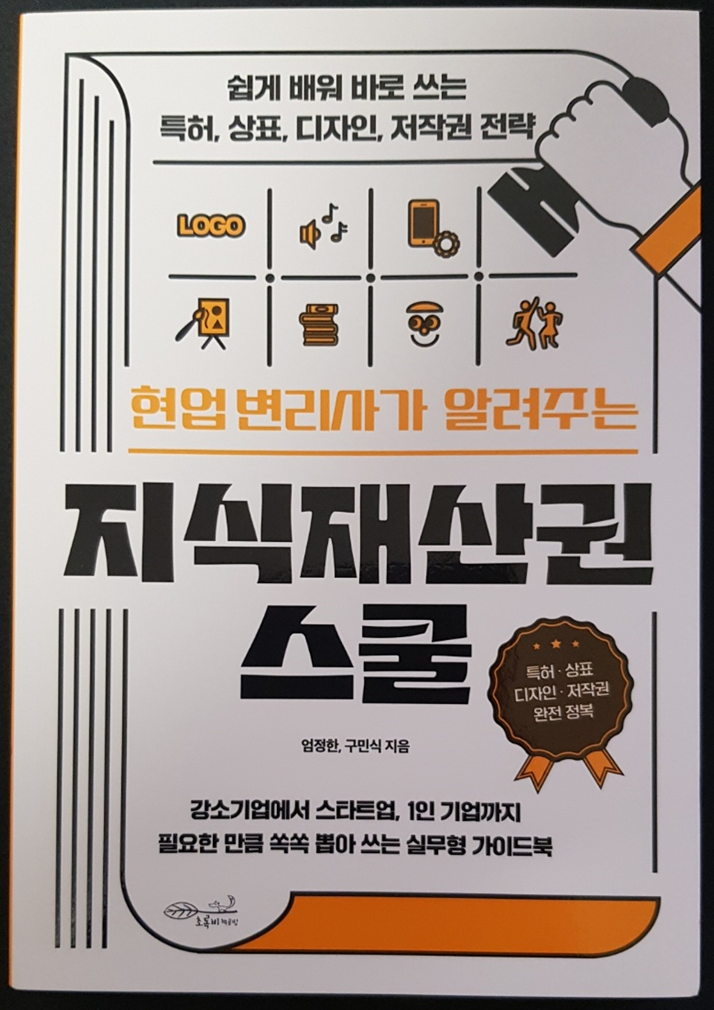 쉽게 배워 바로 쓰는
특허, 상표, 디자인, 저작권 전략
LOGO
현업 변리사가 알려주는
지식재산권
스쿨
특허 · 상표
디자인 · 저작권
완전 정복
엄정한, 구민식 지음
강소기업에서 스타트업, 1인 기업까지
필요한 만큼 쏙쏙 뽑아 쓰는 실무형 가이드북
초록비책공방